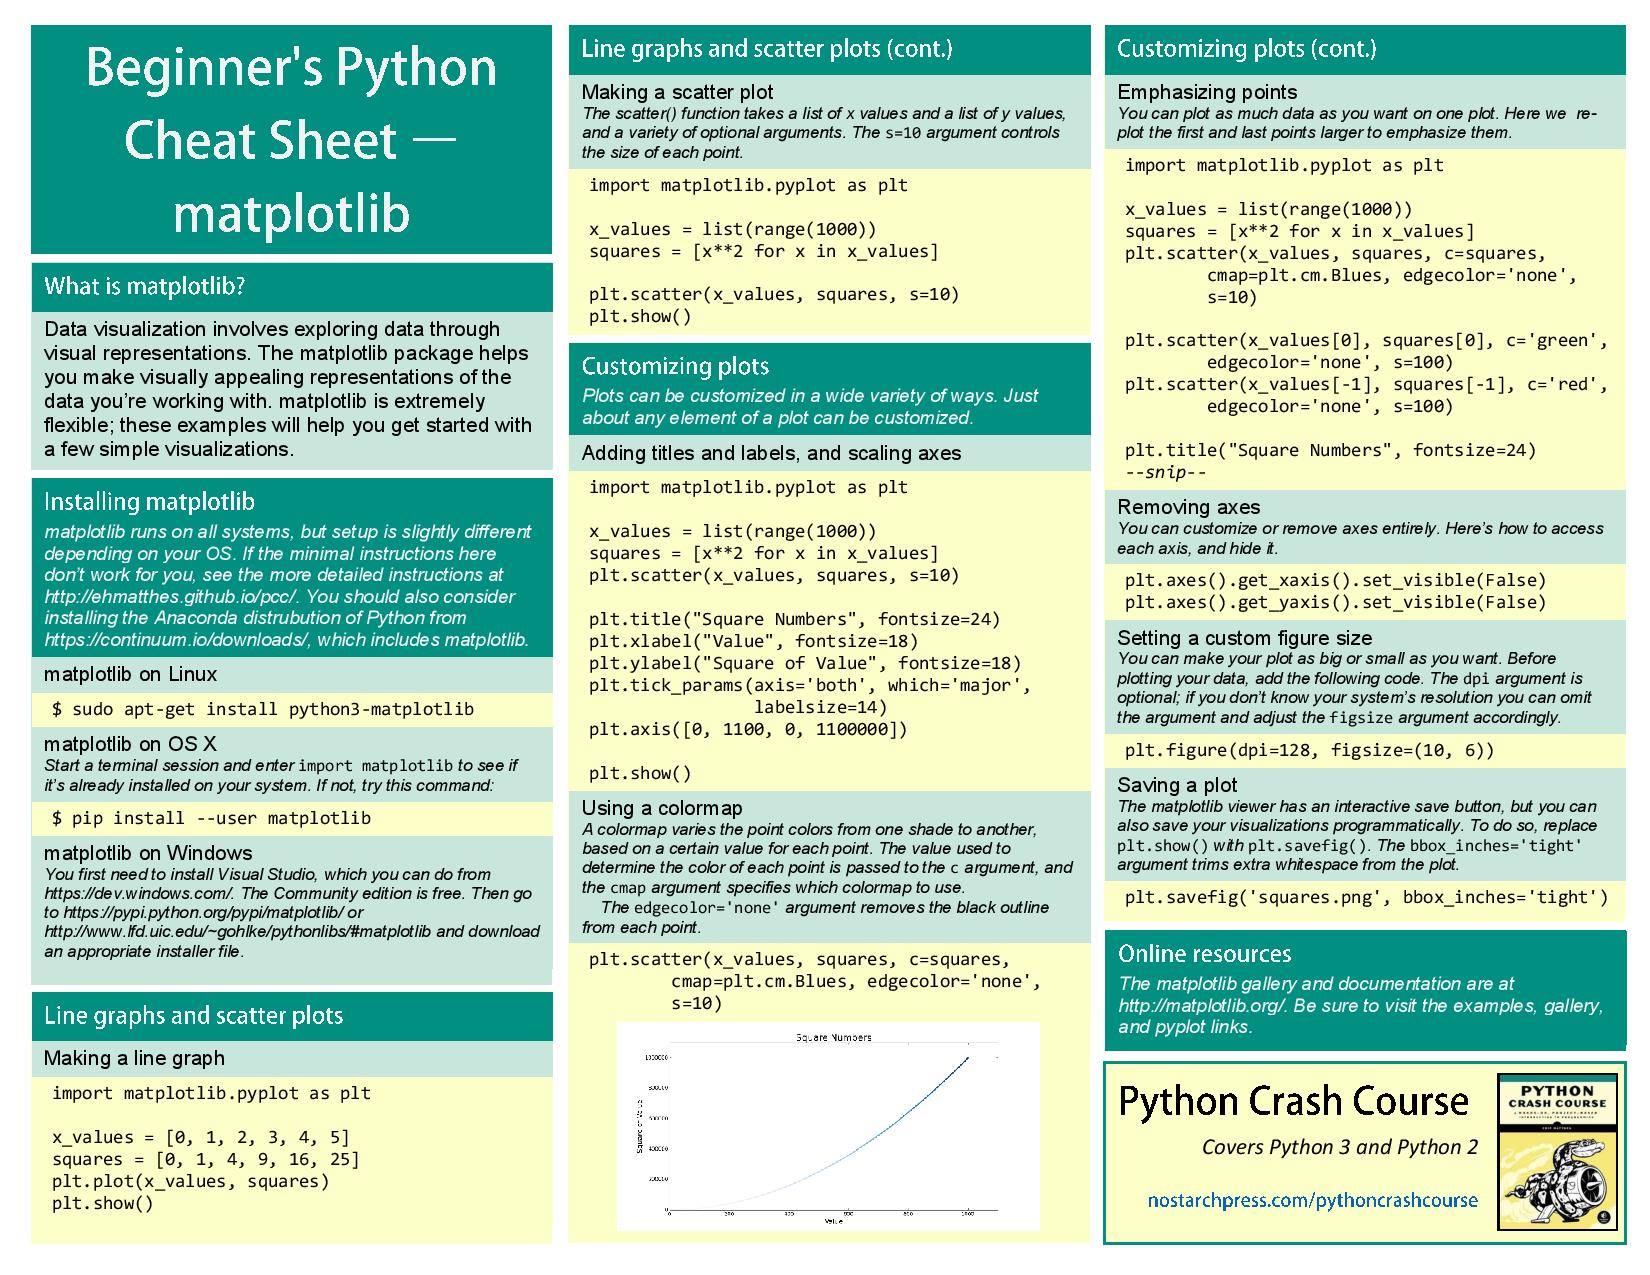 Beginner's Python
Cheat Sheet —
matplotlib
What is matplotlib?
Data visualization involves exploring data through
visual representations. The matplotlib package helps
you make visually appealing representations of the
data you’re working with. matplotlib is extremely
flexible; these examples will help you get started with
a few simple visualizations.
Installing matplotlib
matplotlib runs on all systems, but setup is slightly different
depending on your OS. If the minimal instructions here
don’t work for you, see the more detailed instructions at
http://ehmatthes.github.io/pcc/. You should also consider
installing the Anaconda distrubution of Python from
https://continuum.io/downloads/, which includes matplotlib.
matplotlib on Linux
$ sudo apt-get install python3-matplotlib
matplotlib on OS X
Start a terminal session and enter import matplotlib to see if
it’s already installed on your system. If not, try this command:
$ pip install --user matplotlib
matplotlib on Windows
You first need to install Visual Studio, which you can do from
https://dev.windows.com/. The Community edition is free. Then go
to https://pypi.python.org/pypi/matplotlib/ or
http://www.lfd.uic.edu/~gohlke/pythonlibs/#matplotlib and download
an appropriate installer file.
Line graphs and scatter plots
Making a line graph
import matplotlib.pyplot as plt
x_values = [0, 1, 2, 3, 4, 5]
squares = [0, 1, 4, 9, 16, 25]
plt.plot(x_values, squares)
plt.show()
Line graphs and scatter plots (cont.)
Making a scatter plot
The scatter() function takes a list of x values and a list of y values,
and a variety of optional arguments. The s=10 argument controls
the size of each point.
import matplotlib.pyplot as plt
x_values = list(range(1000))
squares = [x**2 for x in x_values]
plt.scatter(x_values, squares, s=10)
plt.show()
Customizing plots
Plots can be customized in a wide variety of ways. Just
about any element of a plot can be customized.
Adding titles and labels, and scaling axes
import matplotlib.pyplot as plt
x_values = list(range(1000))
squares = [x**2 for x in x_values]
plt.scatter(x_values, squares, s=10)
plt.title("Square Numbers", fontsize=24)
plt.xlabel("Value", fontsize=18)
plt.ylabel("Square of Value", fontsize=18)
plt.tick_params(axis='both', which='major',
labelsize=14)
plt.axis([0, 1100, 0, 1100000])
plt.show()
Using a colormap
A colormap varies the point colors from one shade to another,
based on a certain value for each point. The value used to
determine the color of each point is passed to the c argument, and
the cmap argument specifies which colormap to use.
The edgecolor='none' argument removes the black outline
from each point.
plt.scatter(x_values, squares, c=squares,
cmap=plt.cm.Blues, edgecolor='none',
s=10)
Square Numbers
1000000
800000
600000
400000
200000
0
Square of Value
0 200 400 600 800 1000
Value
Customizing plots (cont.)
Emphasizing points
You can plot as much data as you want on one plot. Here we re-
plot the first and last points larger to emphasize them.
import matplotlib.pyplot as plt
x_values = list(range(1000))
squares = [x**2 for x in x_values]
plt.scatter(x_values, squares, c=squares,
cmap=plt.cm.Blues, edgecolor='none',
s=10)
plt.scatter(x_values[0], squares[0], c='green',
edgecolor='none', s=100)
plt.scatter(x_values[-1], squares[-1], c='red',
edgecolor='none', s=100)
plt.title("Square Numbers", fontsize=24)
--snip--
Removing axes
You can customize or remove axes entirely. Here’s how to access
each axis, and hide it.
plt.axes().get_xaxis().set_visible(False)
plt.axes().get_yaxis().set_visible(False)
Setting a custom figure size
You can make your plot as big or small as you want. Before
plotting your data, add the following code. The dpi argument is
optional; if you don’t know your system’s resolution you can omit
the argument and adjust the figsize argument accordingly.
plt.figure(dpi=128, figsize=(10, 6))
Saving a plot
The matplotlib viewer has an interactive save button, but you can
also save your visualizations programmatically. To do so, replace
plt.show() with plt.savefig(). The bbox_inches='tight'
argument trims extra whitespace from the plot.
plt.savefig('squares.png', bbox_inches='tight')
Online resources
The matplotlib gallery and documentation are at
http://matplotlib.org/. Be sure to visit the examples, gallery,
and pyplot links.
Python Crash Course
Covers Python 3 and Python 2
nostarchpress.com/pythoncrashcourse
PYTHON
CRASH COURSE